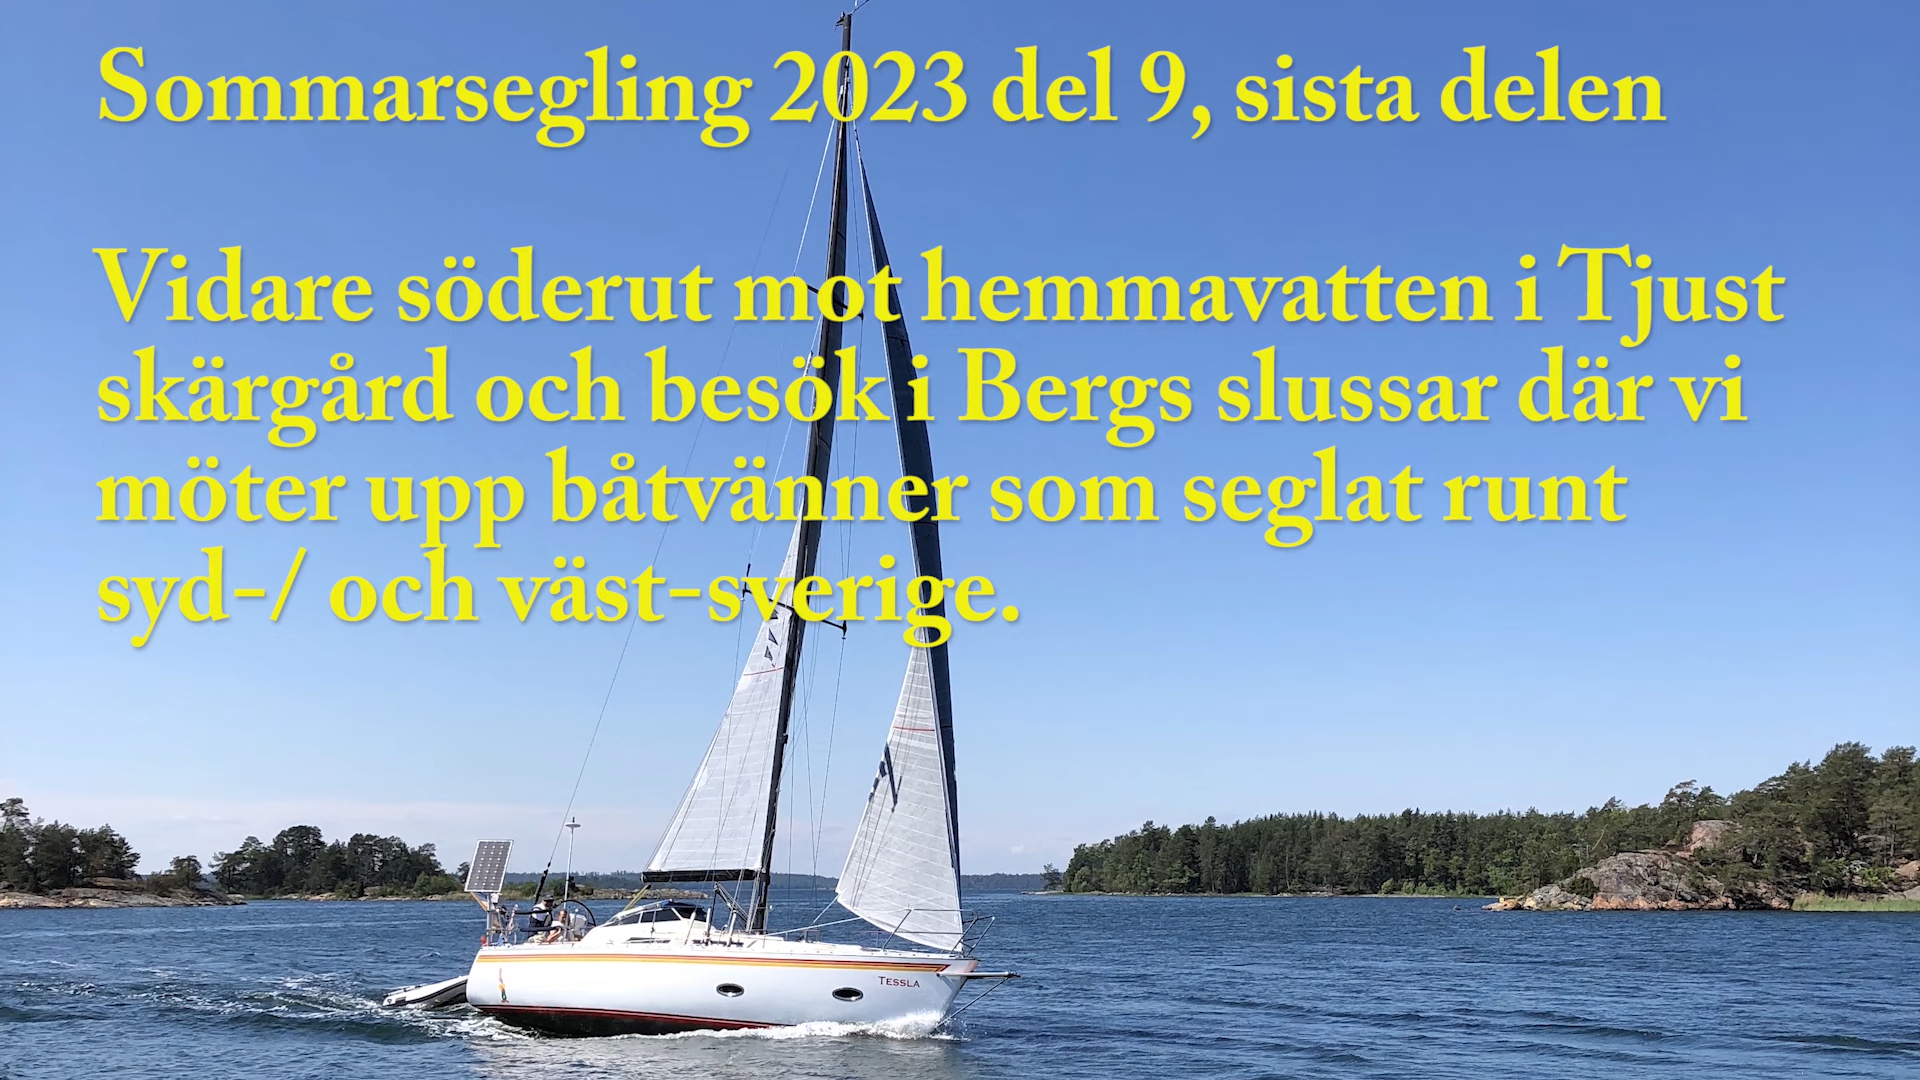 Sommarsegling 2023 del 9, sista delen
Vidare söderut mot hemmavatten i Tjust
skärgård och besök i Bergs slussar där vi
möter upp båtvänner som seglat runt
syd-/ och väst-sverige.
TESSLA